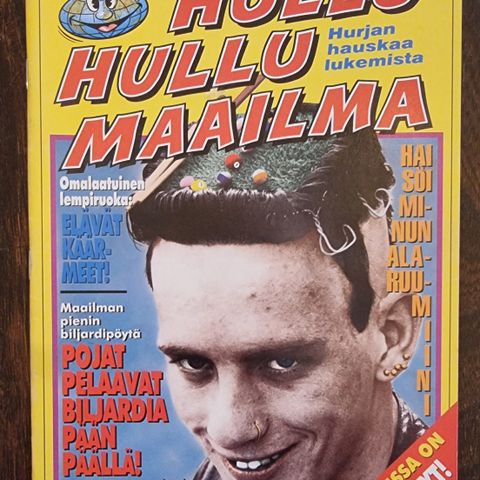 HULLU
HULLU
MAAILMA
Hurjan
hauskaa
lukemista
Omalaatuinen
lempiruoka:
ELÄVÄT
KÄÄR-
MEET!
Maailman
pienin
biljardipöytä
POJAT
PELAAVAT
BILJARDIA
PÄÄN
PÄÄLLÄ!
HAI
SÖI
MI-
NUN
ALA-
RUU-
MIINI
ON